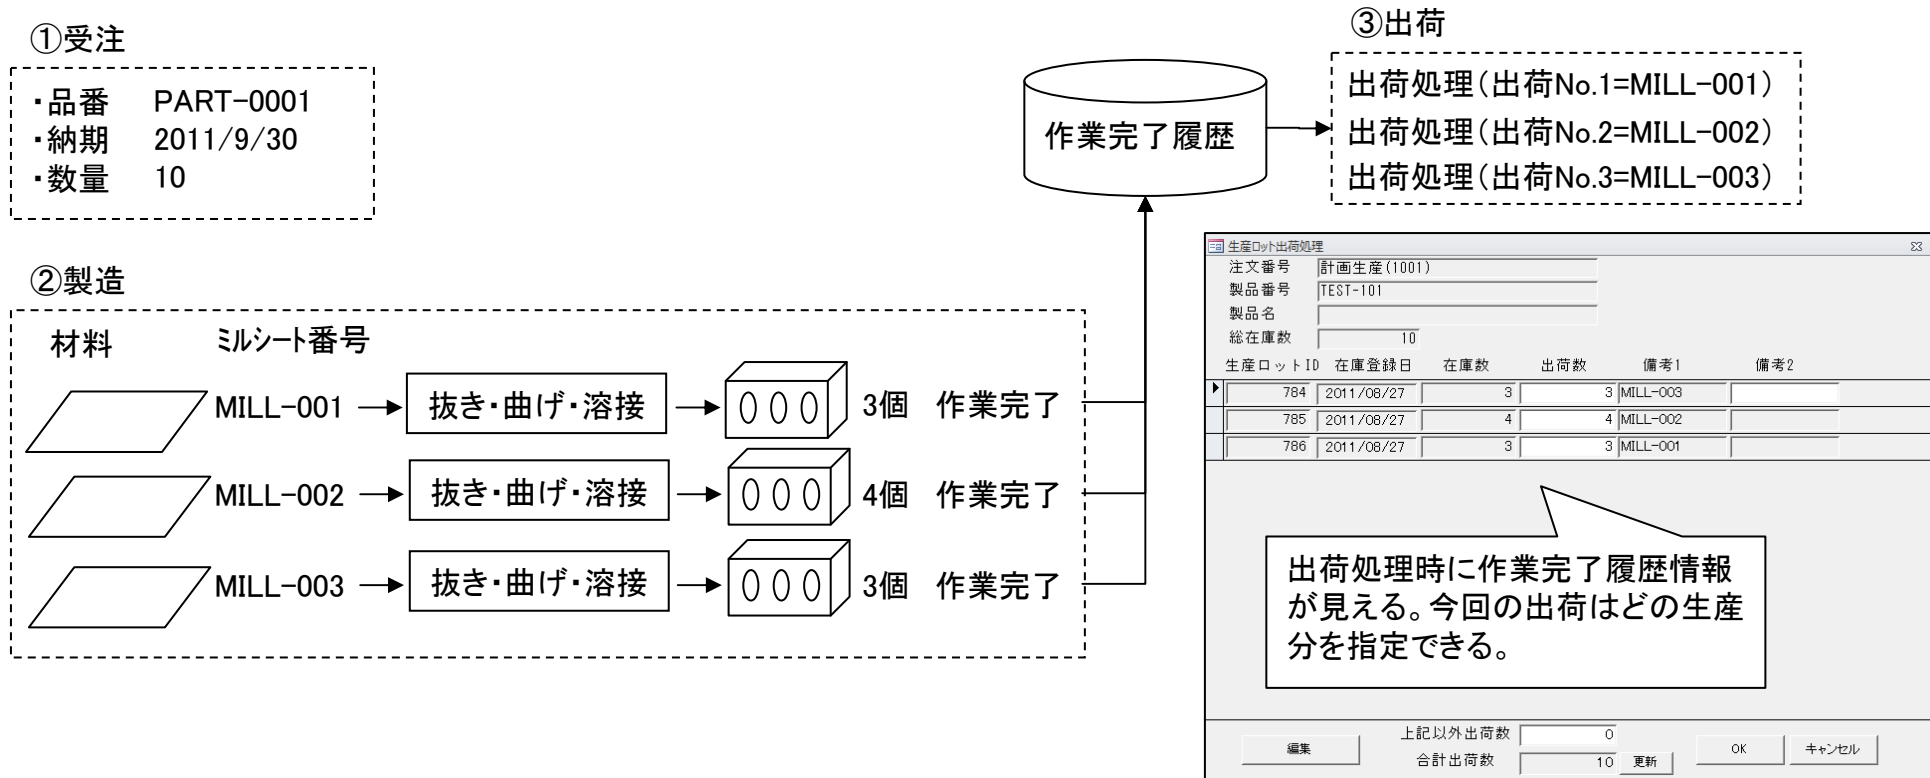 ①受注
・品番 PART-0001
・納期 2011/9/30
・数量 10
②製造
材料 ミルシート番号
MILL-001 抜き・曲げ・溶接 3個 作業完了
MILL-002 抜き・曲げ・溶接 4個 作業完了
MILL-003 抜き・曲げ・溶接 3個 作業完了
作業完了履歴
③出荷
出荷処理(出荷No.1=MILL-001)
出荷処理(出荷No.2=MILL-002)
出荷処理(出荷No.3=MILL-003)
生産ロット出荷処理
注文番号 計画生産(1001)
製品番号 TEST-101
製品名
総在庫数 10
生産ロットID 在庫登録日 在庫数 出荷数 備考1 備考2
784 2011/08/27 3 3 MILL-003
785 2011/08/27 4 4 MILL-002
786 2011/08/27 3 3 MILL-001
出荷処理時に作業完了履歴情報
が見える。今回の出荷はどの生産
分を指定できる。
上記以外出荷数 0
編集 OK キャンセル
合計出荷数 10 更新